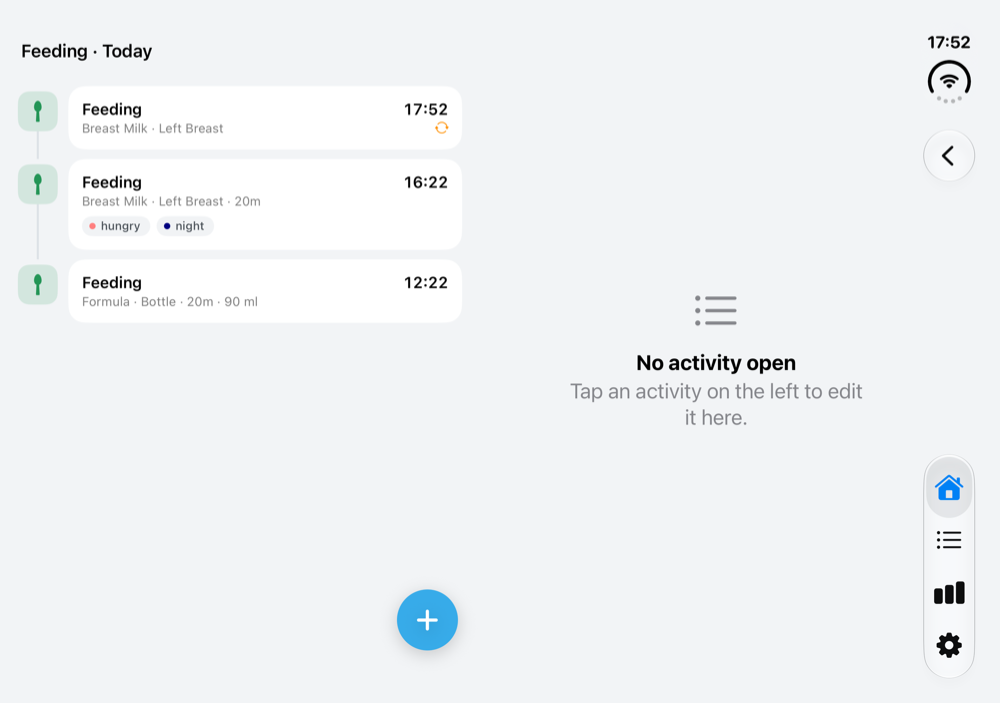 Feeding · Today
17:52
Feeding
17:52
Breast Milk · Left Breast
Feeding
16:22
Breast Milk · Left Breast · 20m
hungry
night
Feeding
12:22
Formula · Bottle · 20m · 90 ml
No activity open
Tap an activity on the left to edit
it here.